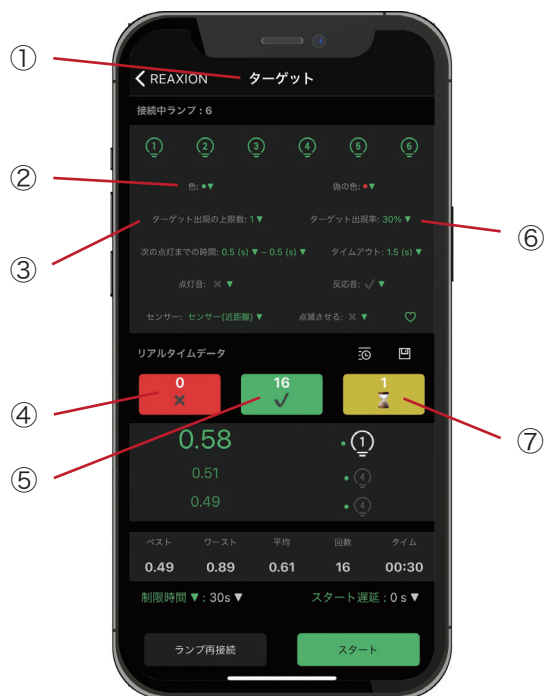 ①
< REAXION ターゲット
接続中ランプ : 6
1 2 3 4 5 6
②
色: ●▼ 偽の色: ●▼
③
ターゲット出現の上限数: 1 ▼ ターゲット出現率: 30% ▼
⑥
次の点灯までの時間: 0.5 (s) ▼ ~ 0.5 (s) ▼ タイムアウト: 1.5 (s) ▼
点灯音: ✕ ▼ 反応音: ✓ ▼
センサー: センサー(近距離) ▼ 点滅させる: ✕ ▼ ♡
リアルタイムデータ
④
0 16 1
✕ ✓ ⌛
⑤
⑦
0.58 • 1
0.51 • 4
0.49 • 4
ベスト ワースト 平均 回数 タイム
0.49 0.89 0.61 16 00:30
制限時間 ▼ : 30s ▼ スタート遅延 : 0 s ▼
ランプ再接続 スタート